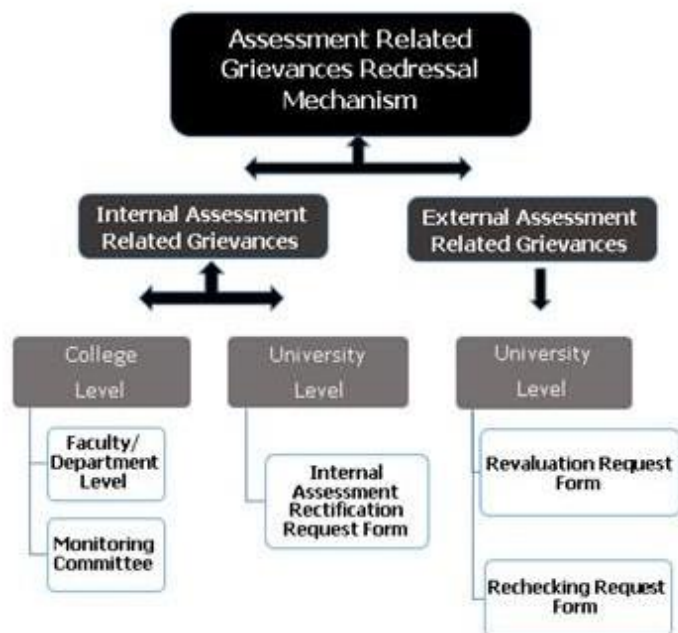 Assessment Related
Grievances Redressal
Mechanism
Internal Assessment
Related Grievances
External Assessment
Related Grievances
College
Level
University
Level
University
Level
Faculty/
Department
Level
Monitoring
Committee
Internal
Assessment
Rectification
Request Form
Revaluation Request
Form
Rechecking Request
Form